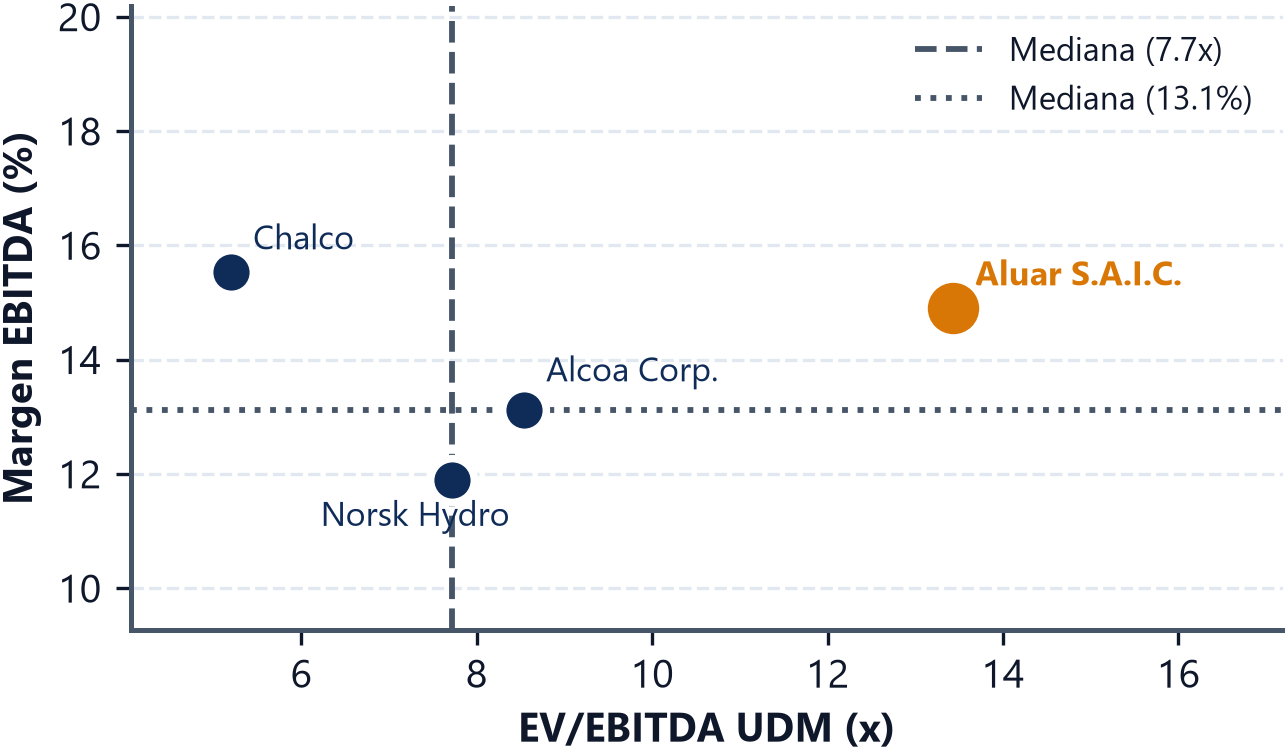 Mediana (7.7x)
Mediana (13.1%)
Margen EBITDA (%)
20
18
16
14
12
10
Chalco
Aluar S.A.I.C.
Alcoa Corp.
Norsk Hydro
6 8 10 12 14 16
EV/EBITDA UDM (x)